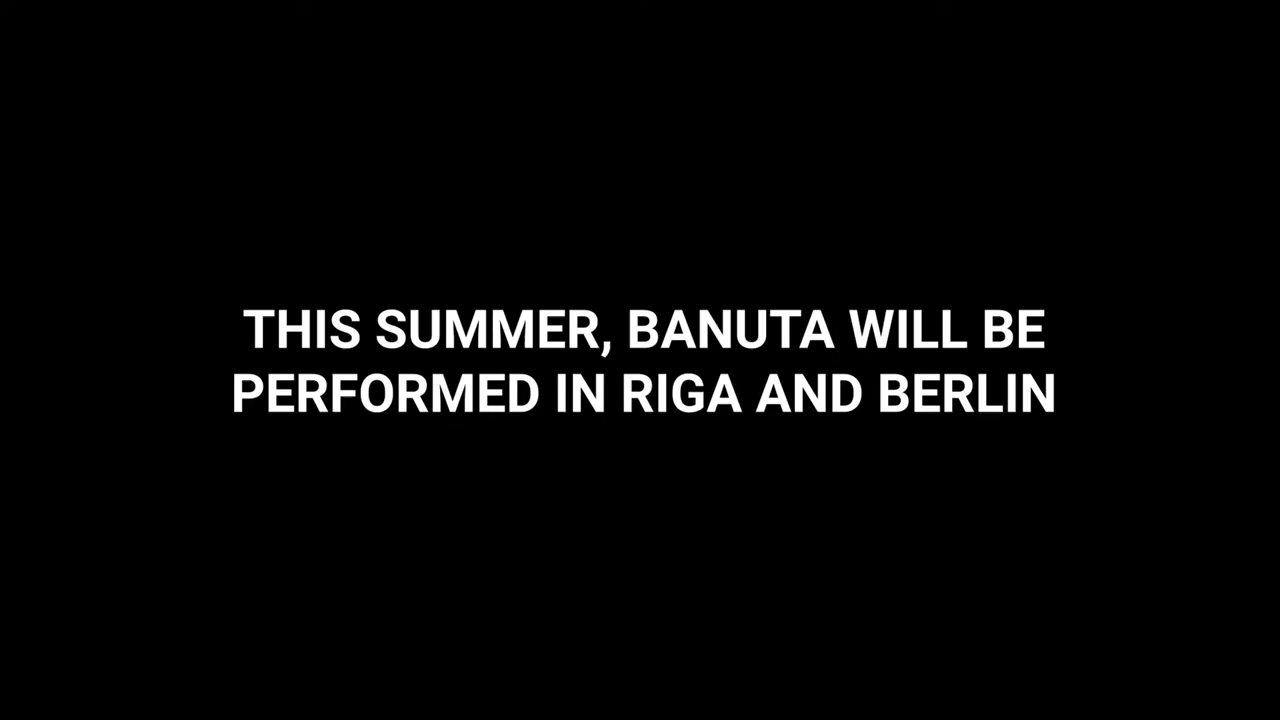 THIS SUMMER, BANUTA WILL BE
PERFORMED IN RIGA AND BERLIN